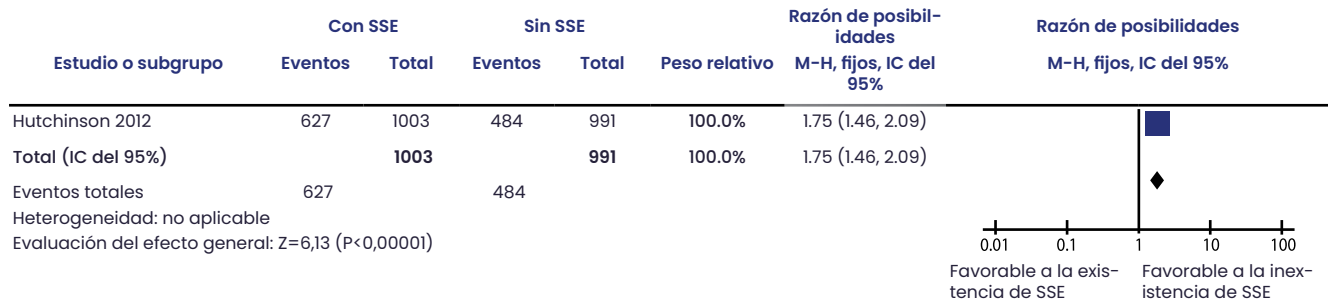 Con SSE Sin SSE Razón de posibil-
idades Razón de posibilidades
Estudio o subgrupo Eventos Total Eventos Total Peso relativo M-H, fijos, IC del
95% M-H, fijos, IC del 95%
Hutchinson 2012 627 1003 484 991 100.0% 1.75 (1.46, 2.09)
Total (IC del 95%) 1003 991 100.0% 1.75 (1.46, 2.09)
Eventos totales 627 484
Heterogeneidad: no aplicable
Evaluación del efecto general: Z=6,13 (P<0,00001)
0.01 0.1 1 10 100
Favorable a la exis-
tencia de SSE
Favorable a la inex-
istencia de SSE